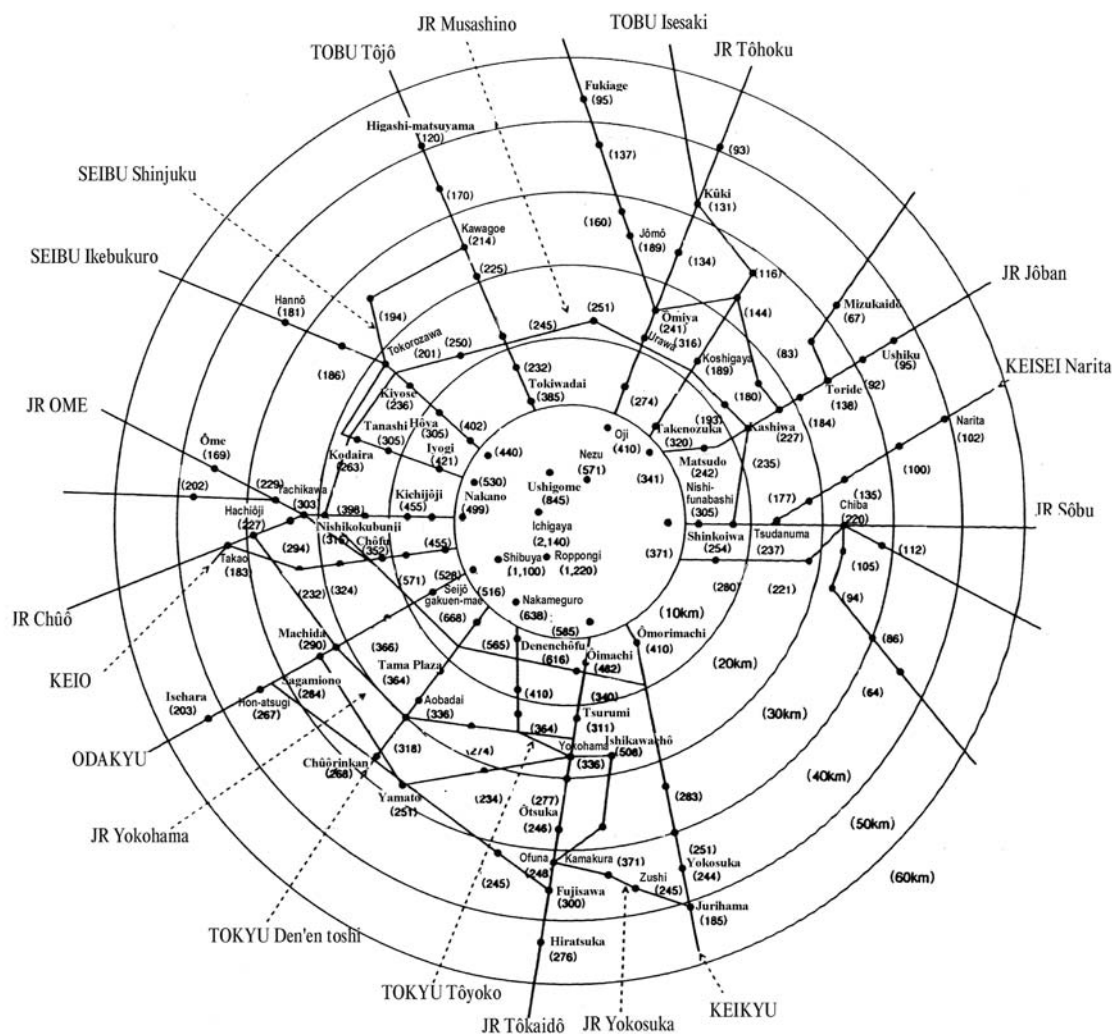 TOBU Isesaki
JR Musashino
JR Tôhoku
TOBU Tôjô
Fukiage
(95)
Higashi-matsuyama
(120)
(137)
(93)
SEIBU Shinjuku
(170)
Kûki
(131)
Kawagoe
(214)
(160)
Jômô
(189)
SEIBU Ikebukuro
(225)
(134)
(116)
JR Jôban
Hannô
(181)
(194)
(251)
Ômiya
(241)
(316)
Urawa
(144)
Mizukaidô
(67)
Tokorozawa
(201)
(250)
(245)
Koshigaya
(189)
(83)
Ushiku
(95)
KEISEI Narita
(186)
Kiyose
(236)
(232)
Tokiwadai
(385)
(274)
(180)
Toride
(138)
(92)
JR OME
Tanashi
(305)
Hôya
(305)
(402)
Oji
(410)
Takenozuka
(320)
(193)
Kashiwa
(227)
(184)
Narita
(102)
Ôme
(169)
Kodaira
(263)
Iyogi
(421)
(440)
Nezu
(571)
Matsudo
(242)
(235)
(100)
(202)
(229)
Tachikawa
(303)
(398)
Kichijôji
(455)
(530)
Nakano
(499)
Ushigome
(845)
(341)
Nishi-
funabashi
(305)
(177)
(135)
Chiba
(220)
JR Sôbu
Hachiôji
(227)
Nishikokubunji
(316)
Chôfu
(352)
(455)
Ichigaya
(2,140)
Shinkoiwa
(254)
Tsudanuma
(237)
(112)
Takao
(183)
(294)
Shibuya
(1,100)
Roppongi
(1,220)
(371)
(105)
JR Chûô
(232)
(324)
(571)
(528)
Seijô
gakuen-mae
(668)
(516)
Nakameguro
(638)
(585)
(280)
(221)
(94)
KEIO
Machida
(290)
(366)
(565)
Denenchôfu
(616)
Ôimachi
(482)
(10km)
Ômorimachi
(410)
(86)
Isehara
(203)
Sagamiono
(284)
Hon-atsugi
(267)
Tama Plaza
(364)
Aobadai
(336)
(410)
(340)
(20km)
(64)
ODAKYU
Tsurumi
(311)
(30km)
Chûôrinkan
(268)
(318)
(274)
(364)
Yokohama
(336)
Ishikawachô
(508)
(40km)
JR Yokohama
Yamato
(251)
(234)
(277)
(283)
(50km)
Ôtsuka
(246)
(251)
Yokosuka
(244)
(60km)
(245)
Ofuna
(248)
Kamakura
(371)
Zushi
(245)
Fujisawa
(300)
Jurihama
(185)
TOKYU Den'en toshi
Hiratsuka
(276)
TOKYU Tôyoko
JR Tôkaidô
JR Yokosuka
KEIKYU